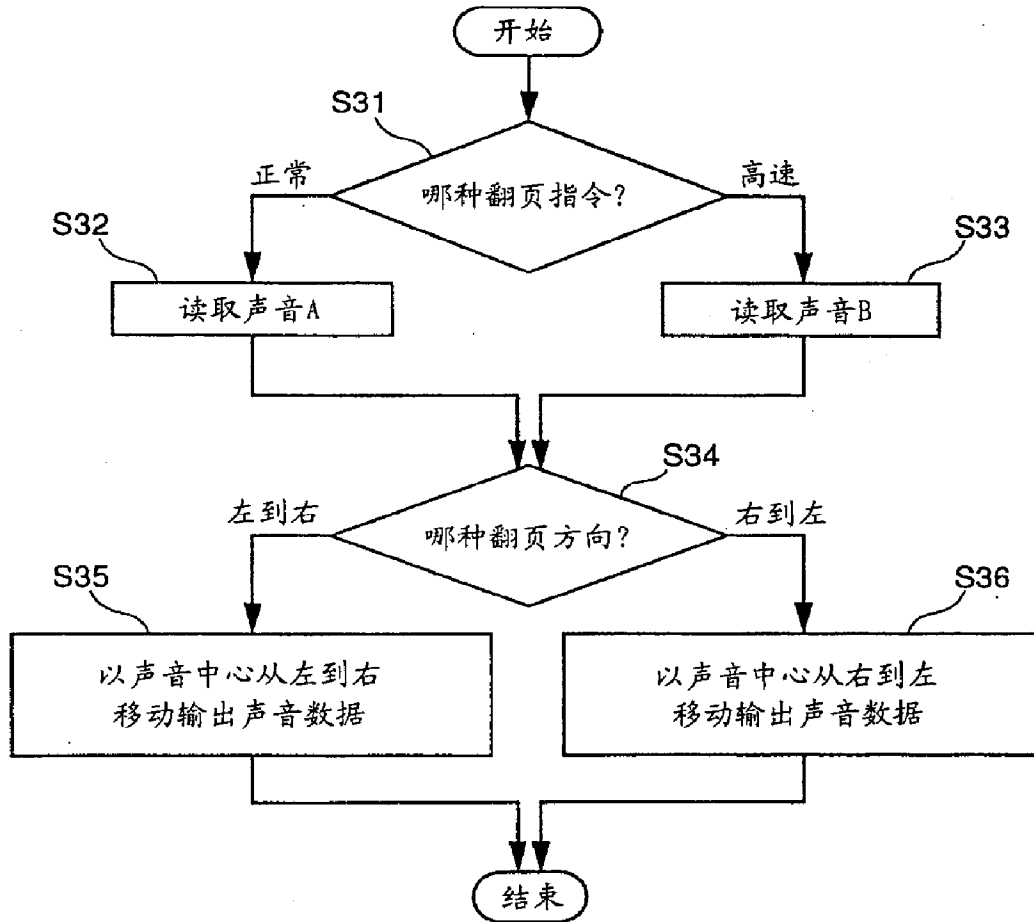 开始
S31
哪种翻页指令?
正常
高速
S32
读取声音A
S33
读取声音B
S34
哪种翻页方向?
左到右
右到左
S35
以声音中心从左到右
移动输出声音数据
S36
以声音中心从右到左
移动输出声音数据
结束